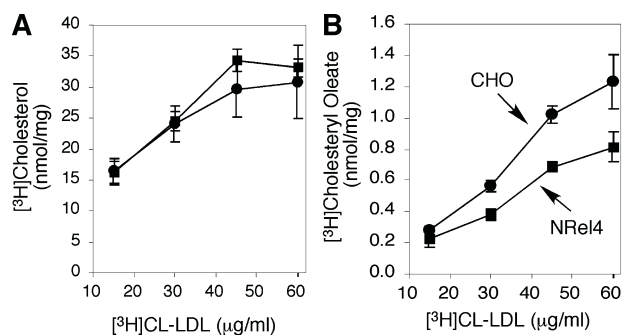 A
[³H]Cholesterol
(nmol/mg)
40
35
30
25
20
15
10
5
0
10 20 30 40 50 60
[³H]CL-LDL (µg/ml)
B
[³H]Cholesteryl Oleate
(nmol/mg)
1.6
1.4
1.2
1.0
0.8
0.6
0.4
0.2
0.0
CHO
NRel4
10 20 30 40 50 60
[³H]CL-LDL (µg/ml)